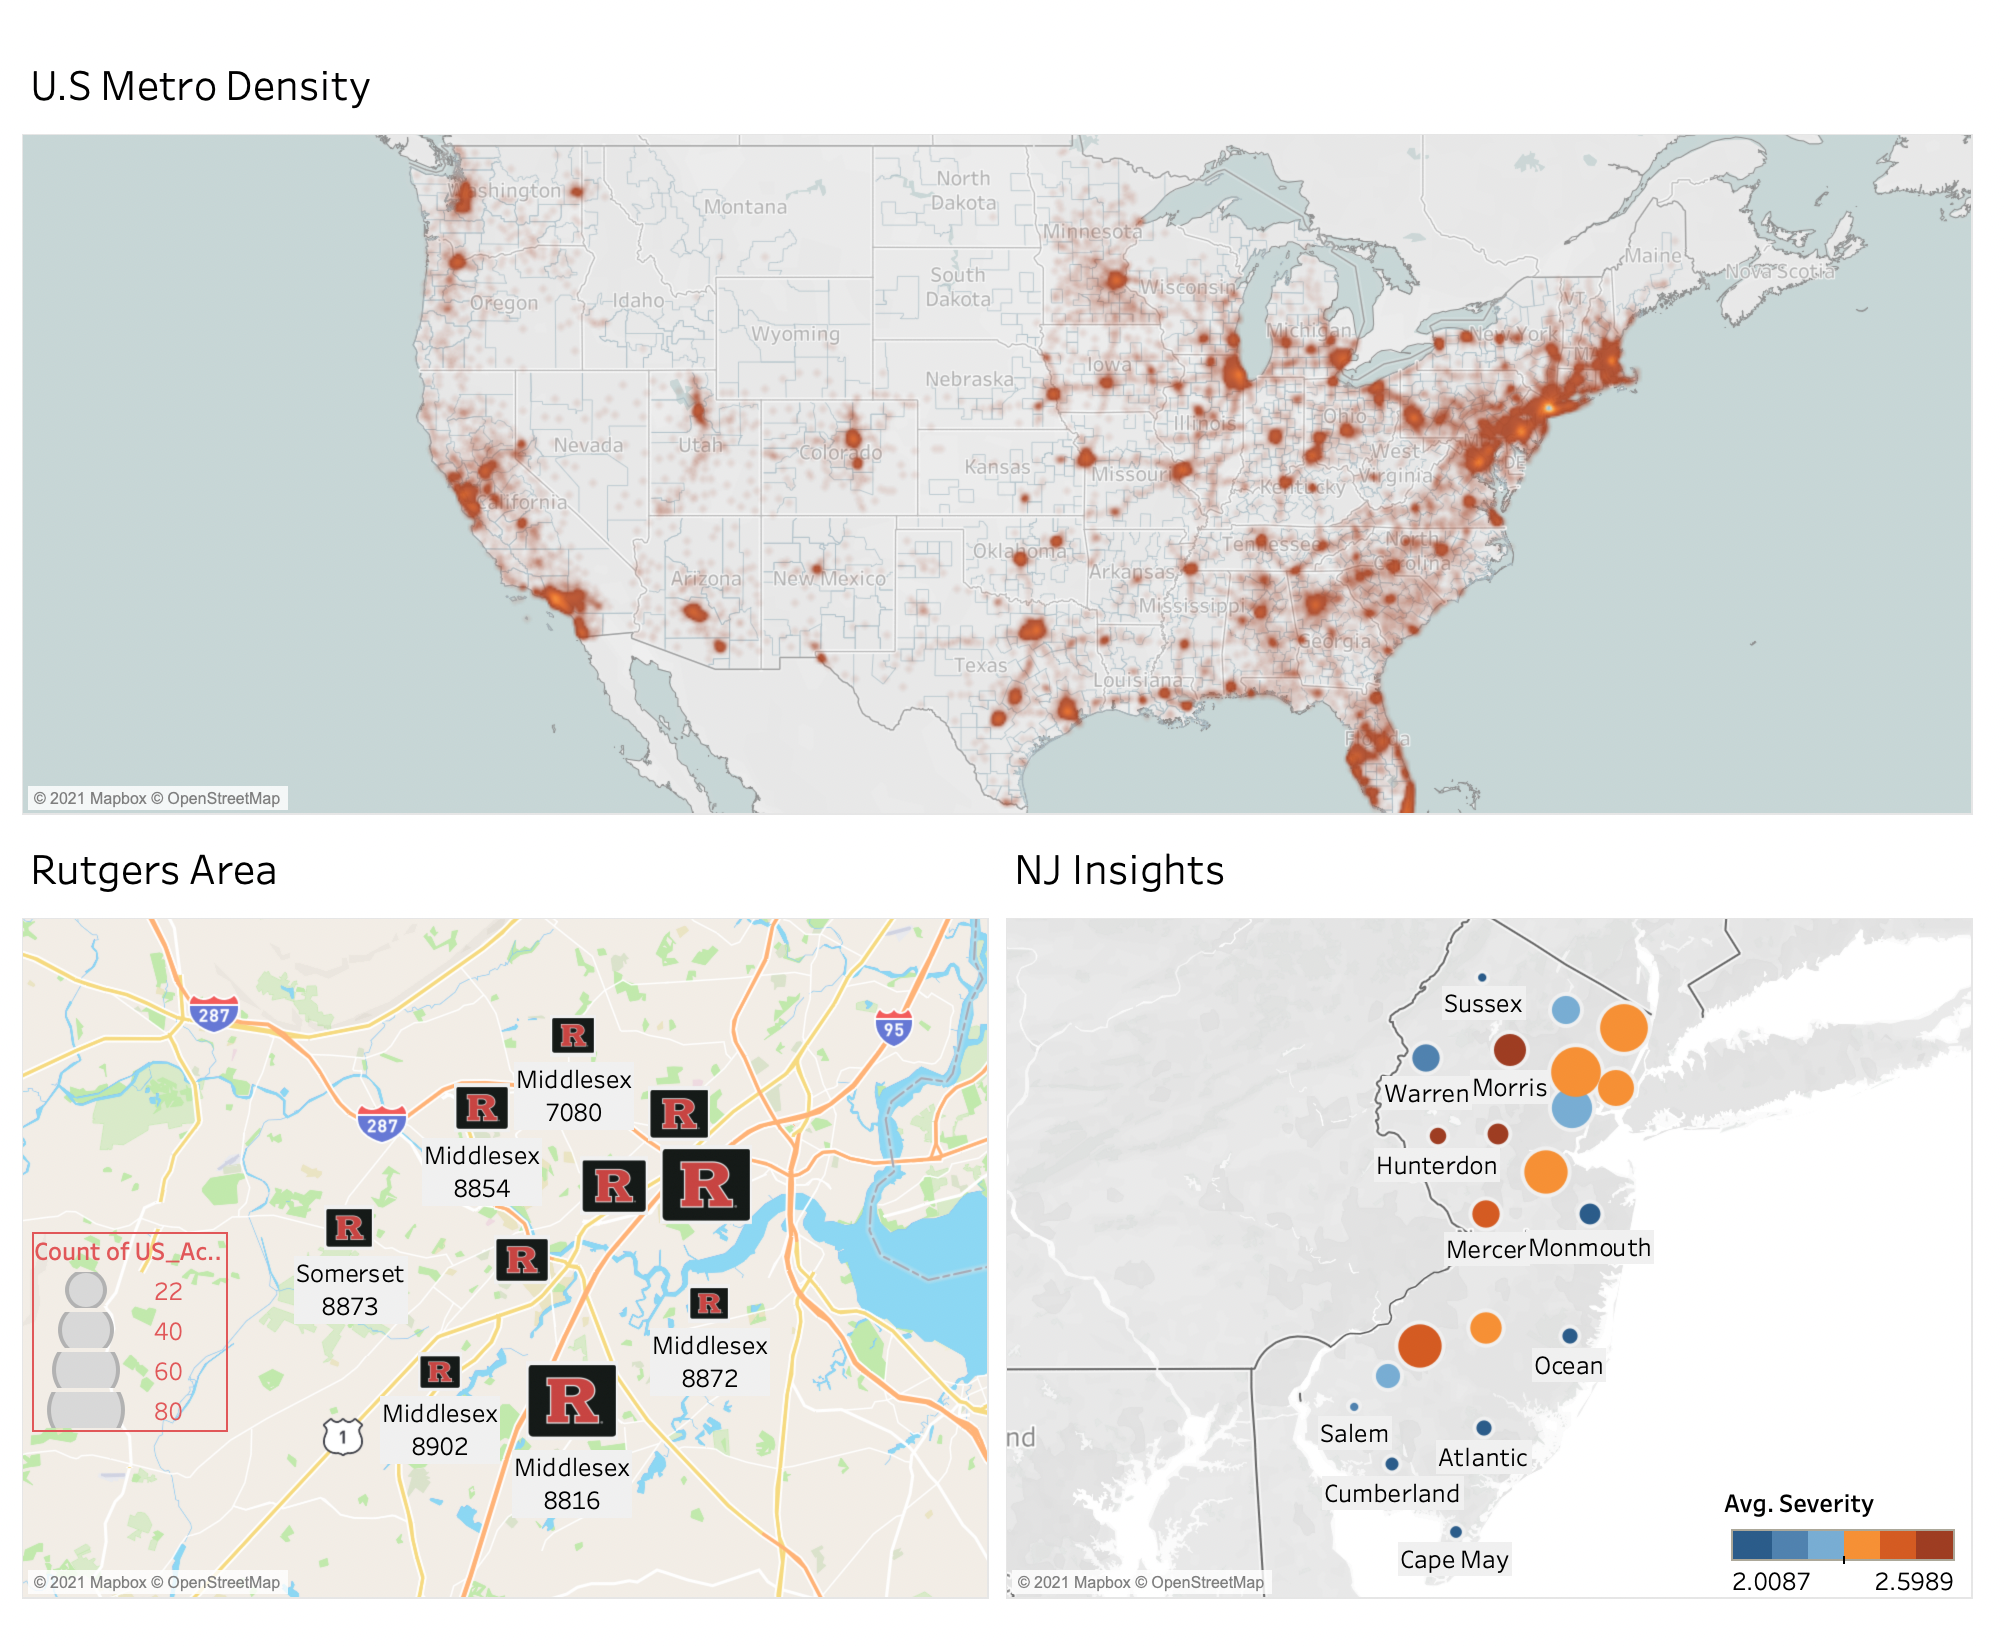 U.S Metro Density
Washington
Montana
North
Dakota
Minnesota
Maine
Nova Scotia
South
Dakota
Wisconsin
VT
Oregon
Idaho
Wyoming
Michigan
New York
Iowa
Nebraska
Nevada
Utah
Colorado
Illinois
Ohio
Kansas
Missouri
West
Virginia
Virginia
DE
California
Kentucky
Oklahoma
Tennessee
North
Carolina
Arizona
New Mexico
Arkansas
Mississippi
Georgia
Texas
Louisiana
Florida
© 2021 Mapbox © OpenStreetMap
Rutgers Area
287
95
R
Middlesex
7080
R
R
287
Middlesex
8854
R
R
R
Somerset
8873
R
Count of US_Ac..
22
40
60
80
R
Middlesex
8872
R
Middlesex
8902
R
Middlesex
8816
1
© 2021 Mapbox © OpenStreetMap
NJ Insights
Sussex
Warren
Morris
Hunterdon
Mercer
Monmouth
Ocean
Salem
Atlantic
Cumberland
Cape May
nd
Avg. Severity
2.0087
2.5989
© 2021 Mapbox © OpenStreetMap